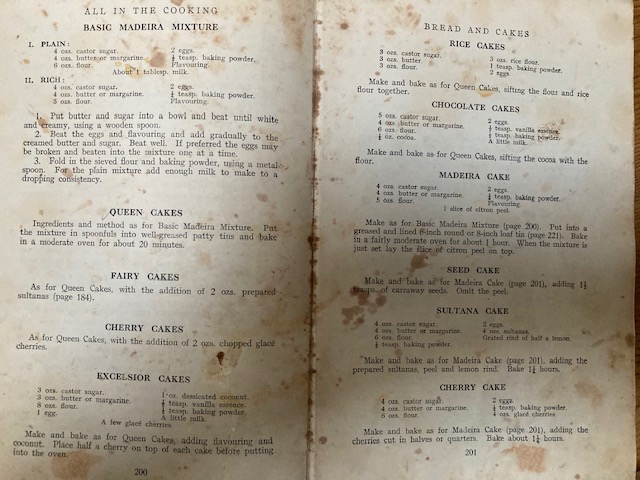 ALL IN THE COOKING
BASIC MADEIRA MIXTURE
I. PLAIN:
4 ozs. castor sugar. 2 eggs.
4 ozs. butter or margarine. ½ teasp. baking powder.
6 ozs. flour. Flavouring.
About 1 tablesp. milk.
II. RICH:
4 ozs. castor sugar. 4 eggs.
4 ozs. butter or margarine. teasp. baking powder.
5 ozs. flour. Flavouring.
1. Put butter and sugar into a bowl and beat until white
and creamy, using a wooden spoon.
2. Beat the eggs and flavouring and add gradually to the
creamed butter and sugar. Beat well. If preferred the eggs may
be broken and beaten into the mixture one at a time.
3. Fold in the sieved flour and baking powder, using a metal
spoon. For the plain mixture add enough milk to make to a
dropping consistency.
QUEEN CAKES
Ingredients and method as for Basic Madeira Mixture. Put
the mixture in spoonfuls into well-greased patty tins and bake
in a moderate oven for about 20 minutes.
FAIRY CAKES
As for Queen Cakes, with the addition of 2 ozs. prepared
sultanas (page 184).
CHERRY CAKES
As for Queen Cakes, with the addition of 2 ozs. chopped glacé
cherries.
EXCELSIOR CAKES
3 ozs. castor sugar. 1 oz. dessicated coconut.
3 ozs. butter or margarine. teasp. vanilla essence.
8 ozs. flour. teasp. baking powder.
1 egg. A little milk.
A few glacé cherries.
Make and bake as for Queen Cakes, adding flavouring and
coconut. Place half a cherry on top of each cake before putting
into the oven.
200
BREAD AND CAKES
RICE CAKES
3 ozs. castor sugar. 3 ozs. rice flour.
3 ozs. butter. teasp. baking powder.
3 ozs. flour. 2 eggs.
Make and bake as for Queen Cakes, sifting the flour and rice
flour together.
CHOCOLATE CAKES
5 ozs. castor sugar. 2 eggs.
4 ozs. butter or margarine. teasp. vanilla essence.
6 ozs. flour. teasp. baking powder.
oz. cocoa. A little milk.
Make and bake as for Queen Cakes, sifting the cocoa with the
flour.
MADEIRA CAKE
4 ozs. castor sugar. 2 eggs.
4 ozs. butter or margarine. teasp. baking powder.
5 ozs. flour. Flavouring.
1 slice of citron peel.
Make as for Basic Madeira Mixture (page 200). Put into a
greased and lined 6-inch round or 8-inch loaf tin (page 221). Bake
in a fairly moderate oven for about 1 hour. When the mixture is
just set lay the slice of citron peel on top.
SEED CAKE
Make and bake as for Madeira Cake (page 201), adding 1½
teasps. of carraway seeds. Omit the peel.
SULTANA CAKE
4 ozs. castor sugar. 2 eggs.
4 ozs. butter or margarine. 4 ozs. sultanas.
6 ozs. flour. Grated rind of half a lemon.
teasp. baking powder.
Make and bake as for Madeira Cake (page 201), adding the
prepared sultanas, peel and lemon rind. Bake hours.
CHERRY CAKE
4 ozs. castor sugar. 2 eggs.
4 ozs. butter or margarine. teasp. baking powder.
5 ozs. flour. 4 ozs. glacé cherries.
Make and bake as for Madeira Cake (page 201), adding the
cherries cut in halves or quarters. Bake about hours.
201